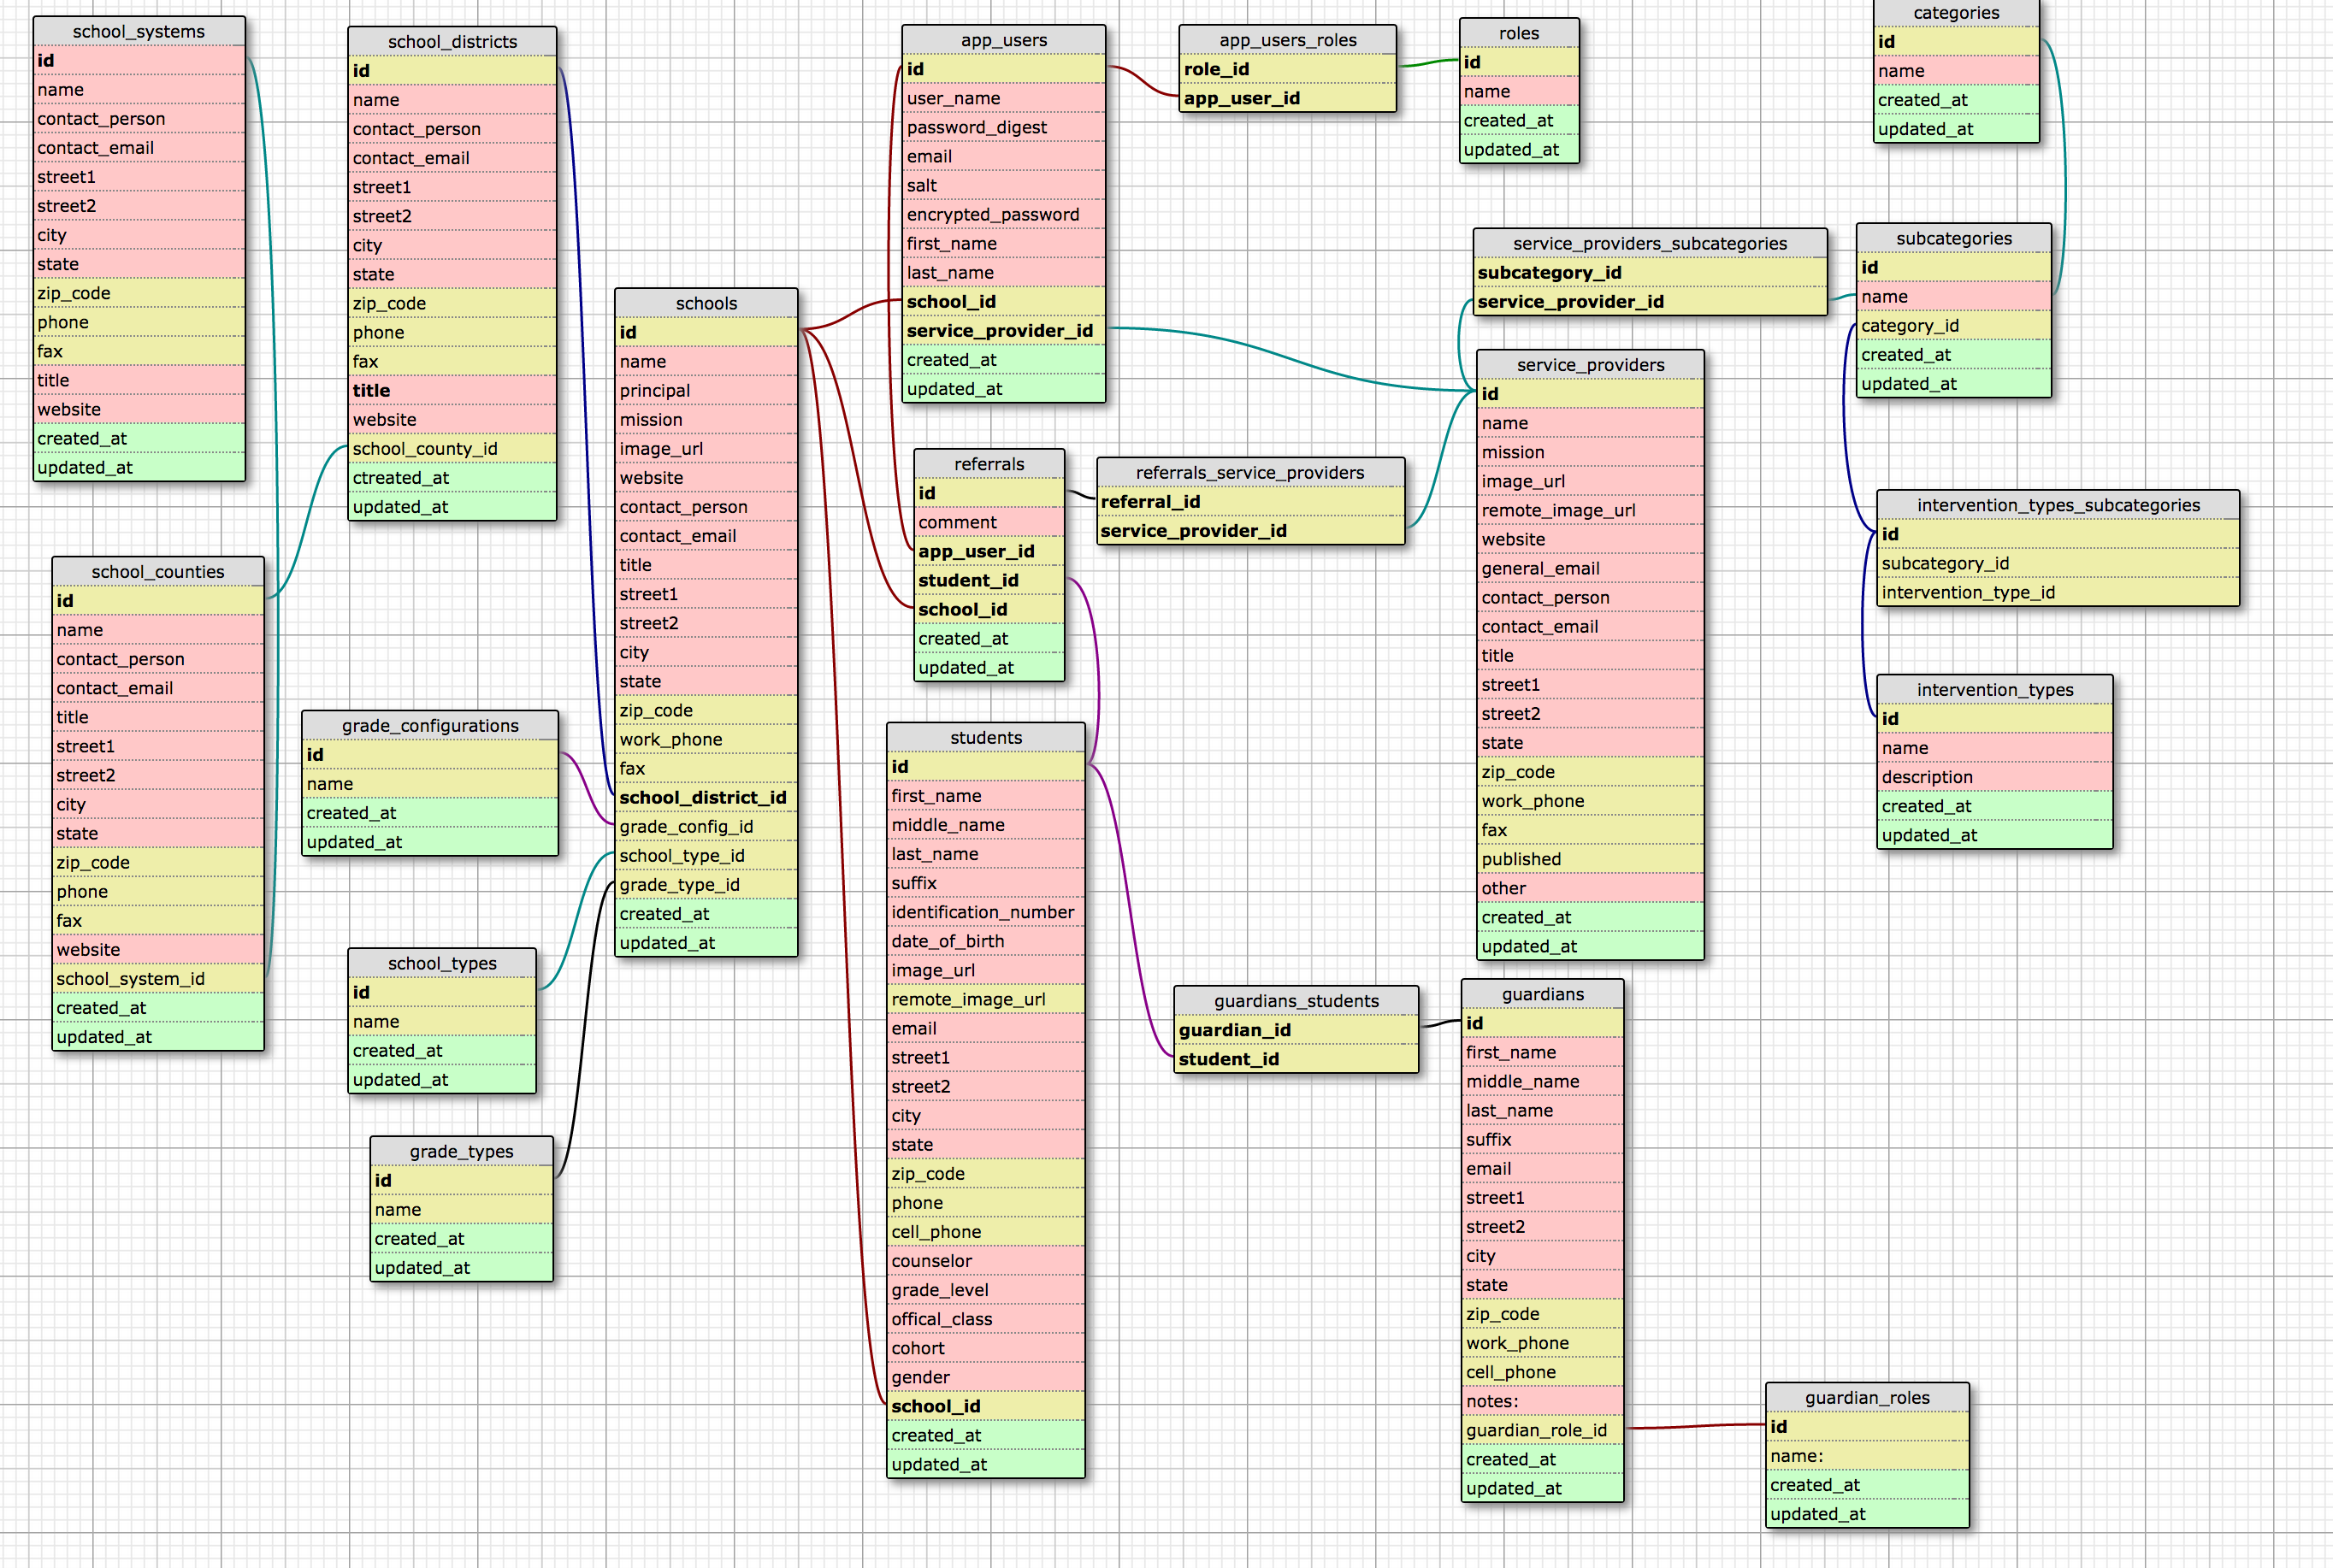 school_systems
id
name
contact_person
contact_email
street1
street2
city
state
zip_code
phone
fax
title
website
created_at
updated_at
school_districts
id
name
contact_person
contact_email
street1
street2
city
state
zip_code
phone
fax
title
website
school_county_id
ctreated_at
updated_at
school_counties
id
name
contact_person
contact_email
title
street1
street2
city
state
zip_code
phone
fax
website
school_system_id
created_at
updated_at
grade_configurations
id
name
created_at
updated_at
school_types
id
name
created_at
updated_at
grade_types
id
name
created_at
updated_at
schools
id
name
principal
mission
image_url
website
contact_person
contact_email
title
street1
street2
city
state
zip_code
work_phone
fax
school_district_id
grade_config_id
school_type_id
grade_type_id
created_at
updated_at
app_users
id
user_name
password_digest
email
salt
encrypted_password
first_name
last_name
school_id
service_provider_id
created_at
updated_at
app_users_roles
role_id
app_user_id
roles
id
name
created_at
updated_at
referrals
id
comment
app_user_id
student_id
school_id
created_at
updated_at
referrals_service_providers
referral_id
service_provider_id
students
id
first_name
middle_name
last_name
suffix
identification_number
date_of_birth
image_url
remote_image_url
email
street1
street2
city
state
zip_code
phone
cell_phone
counselor
grade_level
offical_class
cohort
gender
school_id
created_at
updated_at
guardians_students
guardian_id
student_id
service_providers_subcategories
subcategory_id
service_provider_id
service_providers
id
name
mission
image_url
remote_image_url
website
general_email
contact_person
contact_email
title
street1
street2
state
zip_code
work_phone
fax
published
other
created_at
updated_at
guardians
id
first_name
middle_name
last_name
suffix
email
street1
street2
city
state
zip_code
work_phone
cell_phone
notes:
guardian_role_id
created_at
updated_at
categories
id
name
created_at
updated_at
subcategories
id
name
category_id
created_at
updated_at
intervention_types_subcategories
id
subcategory_id
intervention_type_id
intervention_types
id
name
description
created_at
updated_at
guardian_roles
id
name:
created_at
updated_at